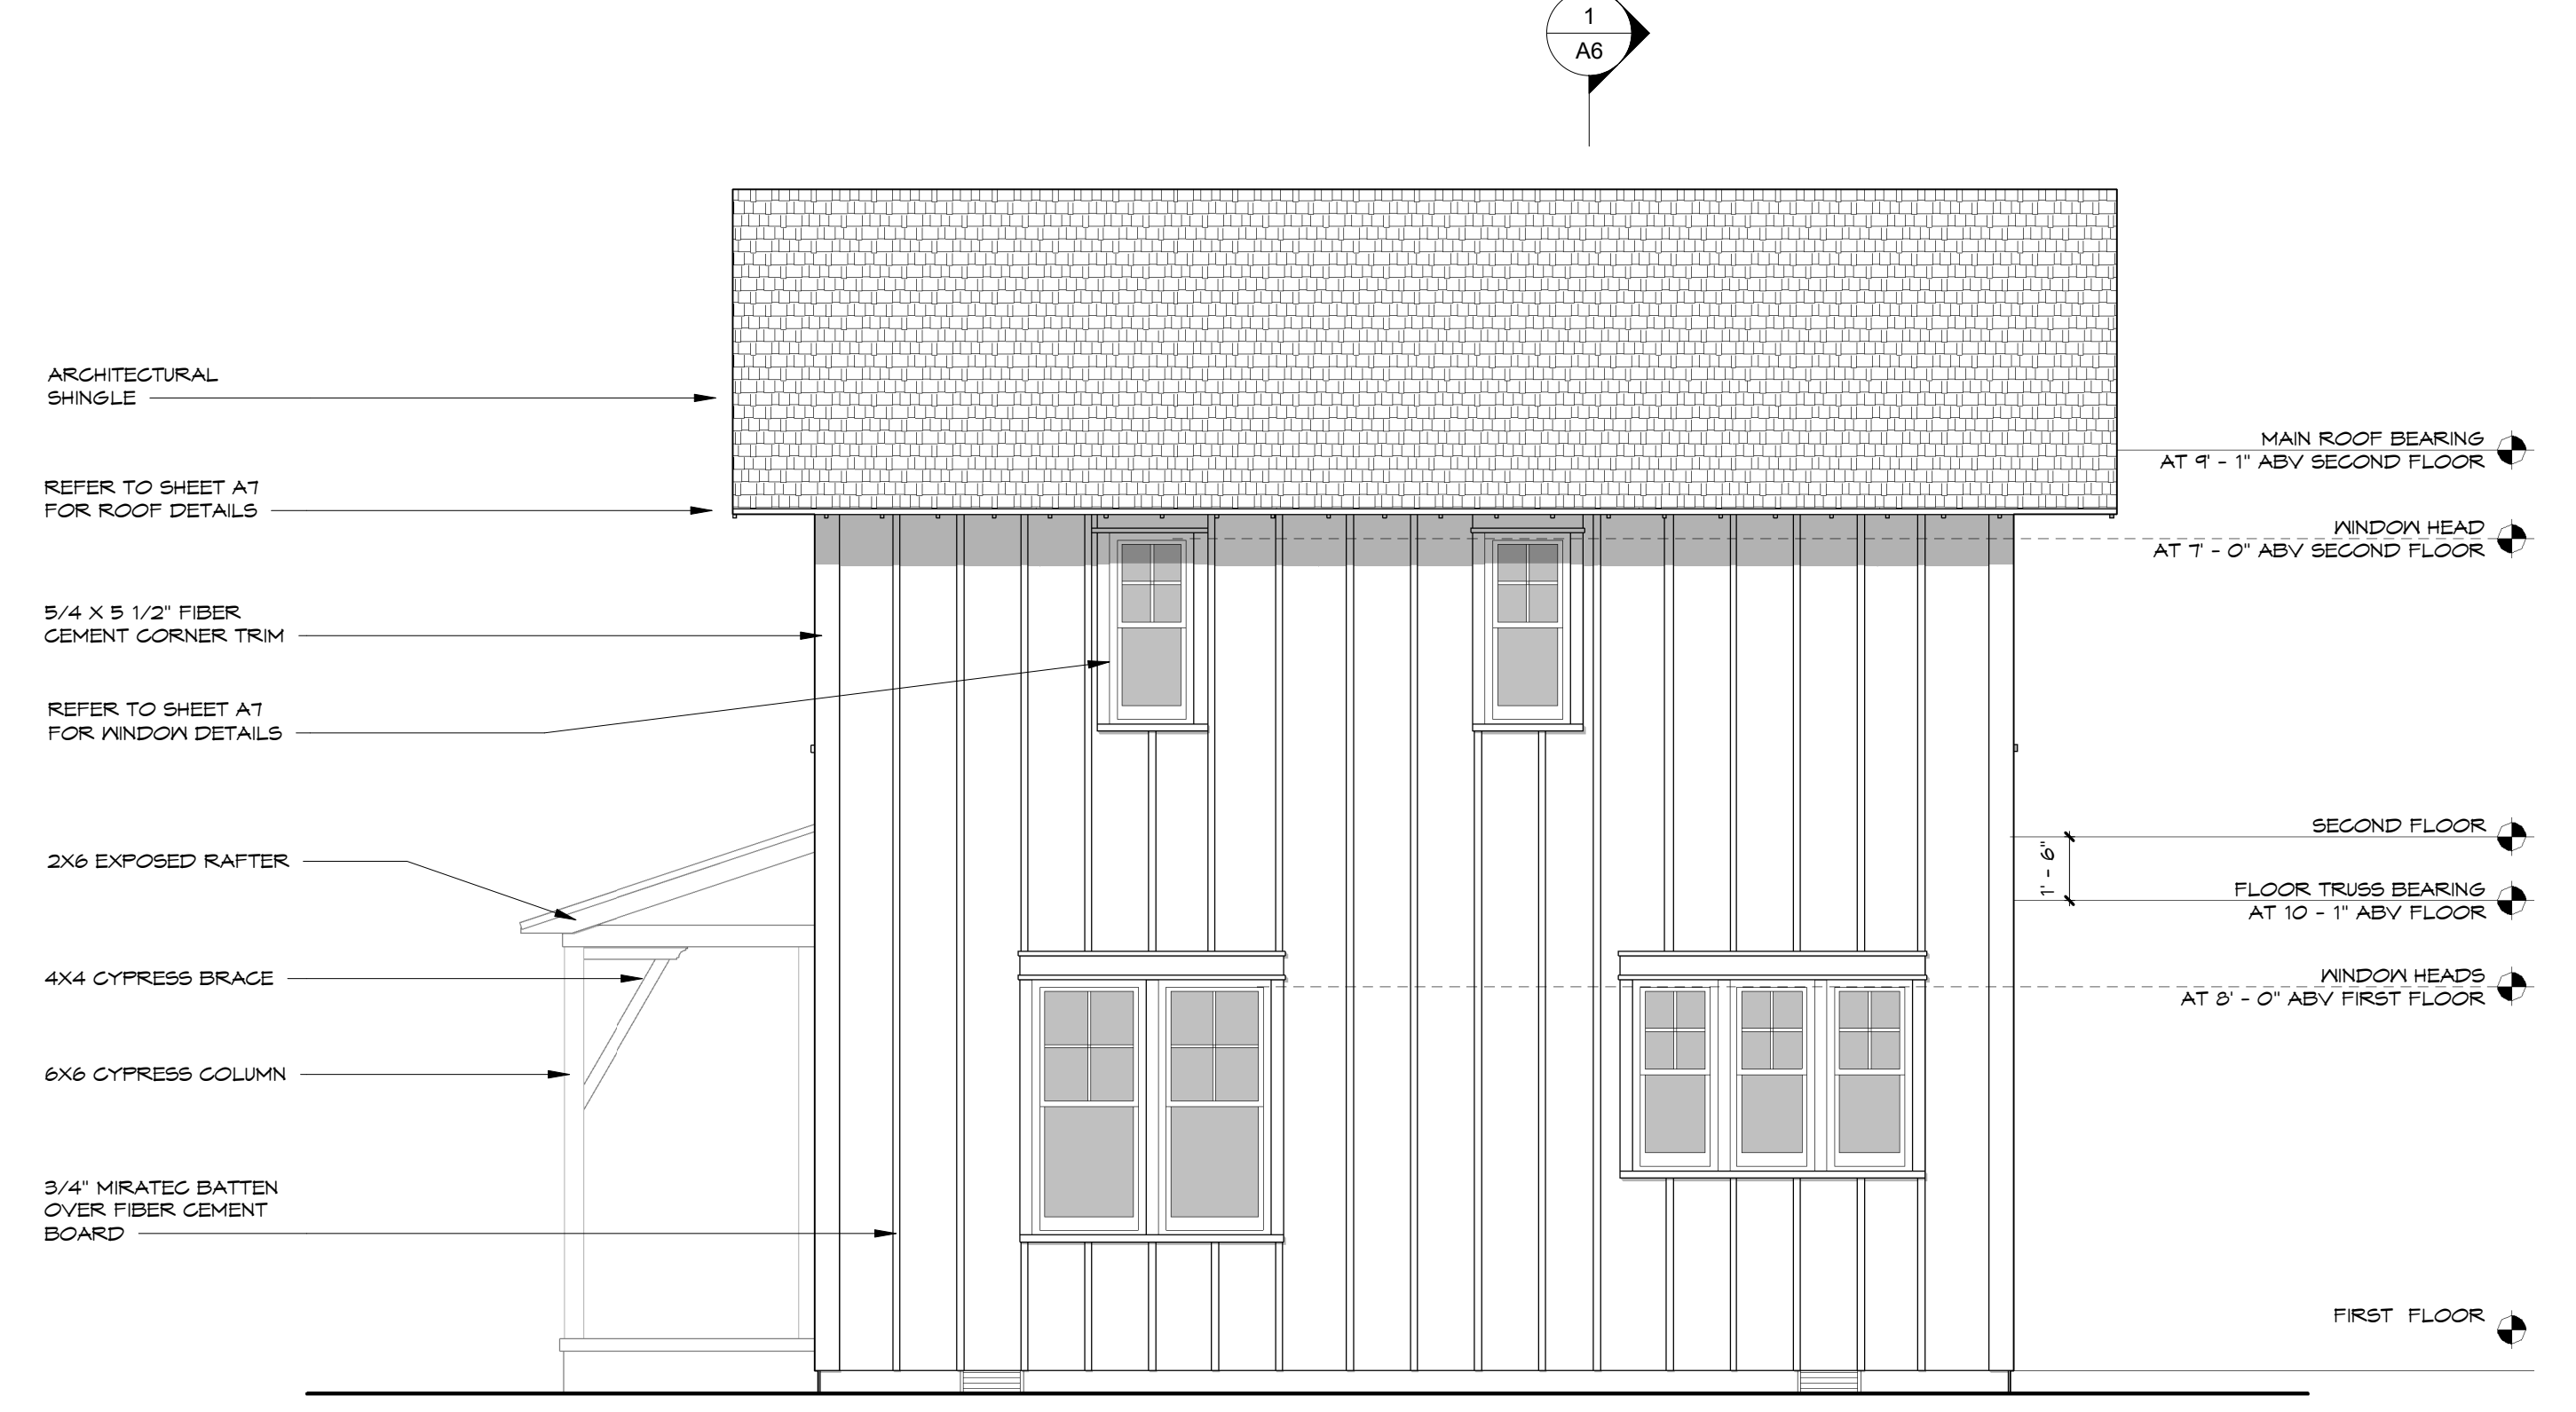 1
A6
ARCHITECTURAL
SHINGLE
REFER TO SHEET A7
FOR ROOF DETAILS
5/4 X 5 1/2" FIBER
CEMENT CORNER TRIM
REFER TO SHEET A7
FOR WINDOW DETAILS
2X6 EXPOSED RAFTER
4X4 CYPRESS BRACE
6X6 CYPRESS COLUMN
3/4" MIRATEC BATTEN
OVER FIBER CEMENT
BOARD
MAIN ROOF BEARING
AT 9' - 1" ABV SECOND FLOOR
WINDOW HEAD
AT 7' - 0" ABV SECOND FLOOR
SECOND FLOOR
1' - 6"
FLOOR TRUSS BEARING
AT 10 - 1" ABV FLOOR
WINDOW HEADS
AT 8' - 0" ABV FIRST FLOOR
FIRST FLOOR